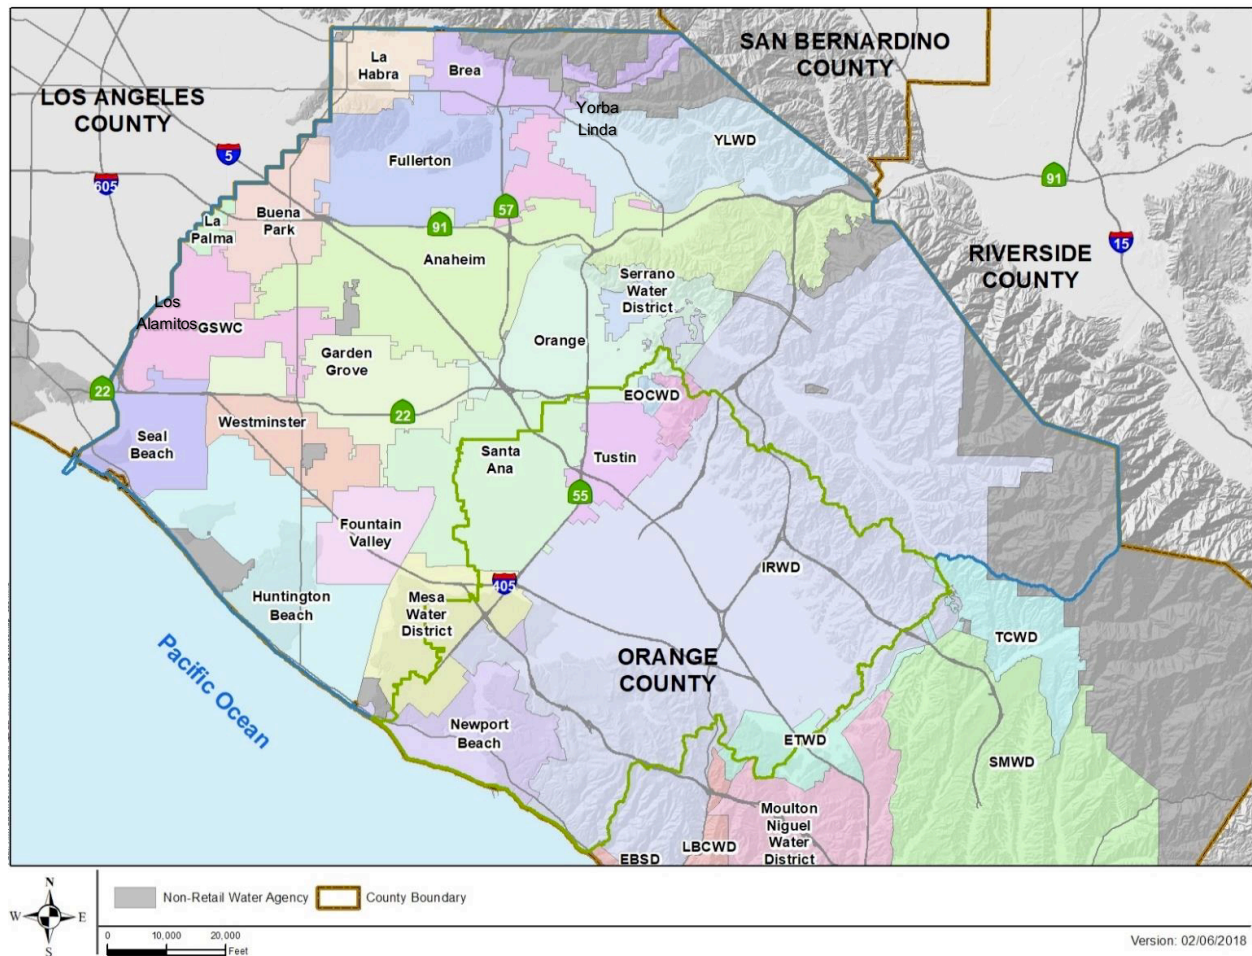 SAN BERNARDINO
COUNTY
LOS ANGELES
COUNTY
La
Habra
Brea
Yorba
Linda
YLWD
5
605
Fullerton
91
57
91
15
RIVERSIDE
COUNTY
La
Palma
Buena
Park
Anaheim
Serrano
Water
District
Los
Alamitos
GSWC
Orange
Garden
Grove
22
22
EOCWD
Seal
Beach
Westminster
Santa
Ana
Tustin
55
Fountain
Valley
IRWD
405
Huntington
Beach
Mesa
Water
District
TCWD
Pacific Ocean
ORANGE
COUNTY
Newport
Beach
ETWD
SMWD
Moulton
Niguel
Water
District
LBCWD
EBSD
N
W
E
S
Non-Retail Water Agency
County Boundary
0 10,000 20,000
Feet
Version: 02/06/2018